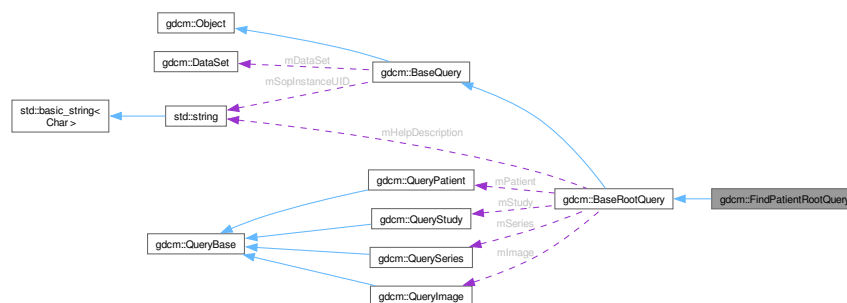 gdcm::Object
mDataSet
gdcm::DataSet
gdcm::BaseQuery
mSopInstanceUID
std::basic_string<
Char >
std::string
mHelpDescription
gdcm::QueryPatient
mPatient
gdcm::BaseRootQuery
gdcm::FindPatientRootQuery
mStudy
gdcm::QueryStudy
mSeries
gdcm::QueryBase
gdcm::QuerySeries
mImage
gdcm::QueryImage